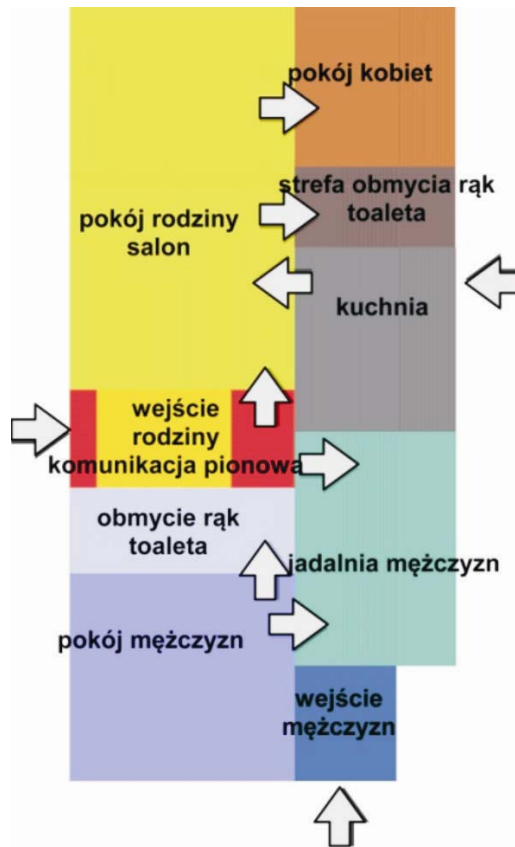 pokój kobiet
strefa obmycia rąk
toaleta
pokój rodziny
salon
kuchnia
wejście
rodziny
komunikacja pionowa
obmycie rąk
toaleta
jadalnia mężczyzn
pokój mężczyzn
wejście
mężczyzn